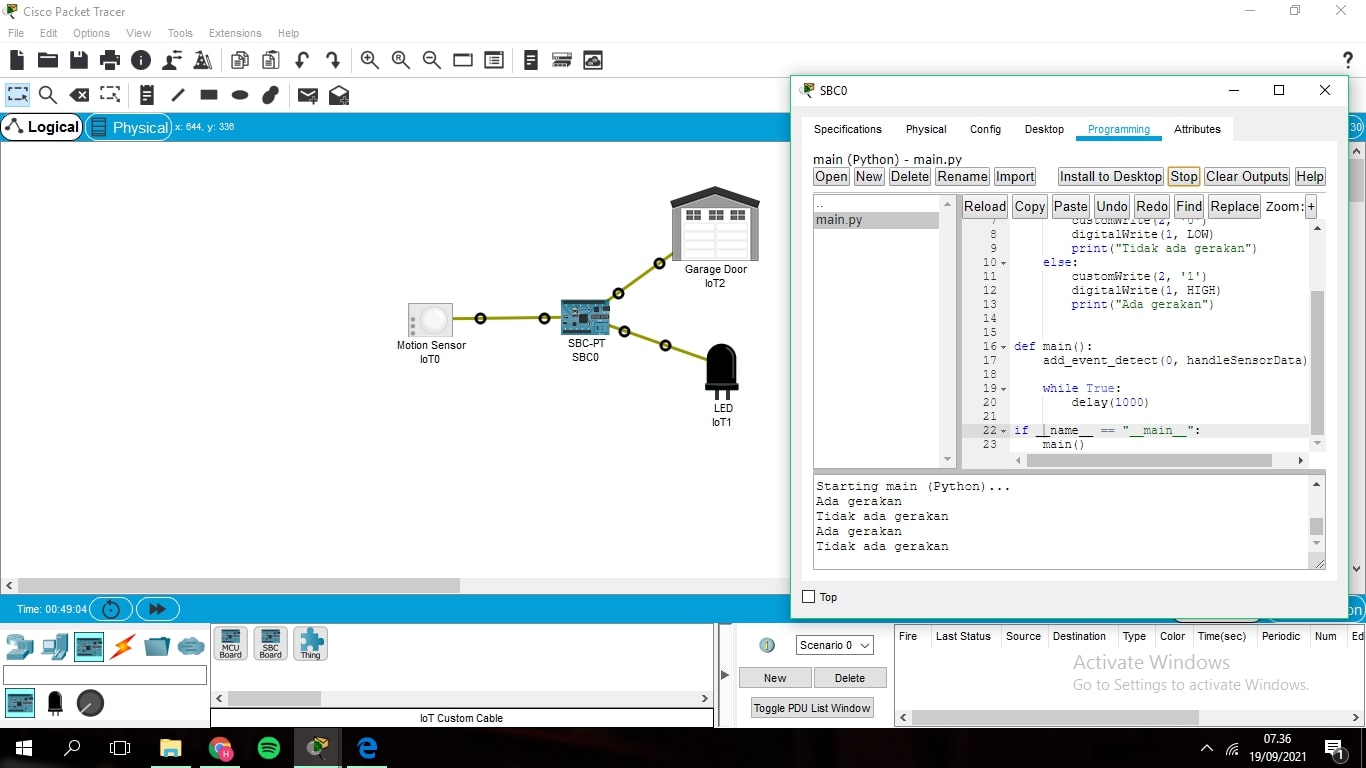 Cisco Packet Tracer
File Edit Options View Tools Extensions Help
?
Logical
Physical
x: 644, y: 336
Garage Door
IoT2
Motion Sensor
IoT0
SBC-PT
SBC0
LED
IoT1
SBC0
Specifications Physical Config Desktop Programming Attributes
main (Python) - main.py
Open New Delete Rename Import Install to Desktop Stop Clear Outputs Help
..
main.py
Reload Copy Paste Undo Redo Find Replace Zoom: +
7 customWrite(2, '0')
8 digitalWrite(1, LOW)
9 print("Tidak ada gerakan")
10 else:
11 customWrite(2, '1')
12 digitalWrite(1, HIGH)
13 print("Ada gerakan")
14
15
16 def main():
17 add_event_detect(0, handleSensorData)
18
19 while True:
20 delay(1000)
21
22 if __name__ == "__main__":
23 main()
Starting main (Python)...
Ada gerakan
Tidak ada gerakan
Ada gerakan
Tidak ada gerakan
Top
30
Time: 00:49:04
on
MCU Board
SBC Board
Thing
IoT Custom Cable
Scenario 0
New Delete
Toggle PDU List Window
Fire Last Status Source Destination Type Color Time(sec) Periodic Num Ed
Activate Windows
Go to Settings to activate Windows.
H
07.36
19/09/2021
1